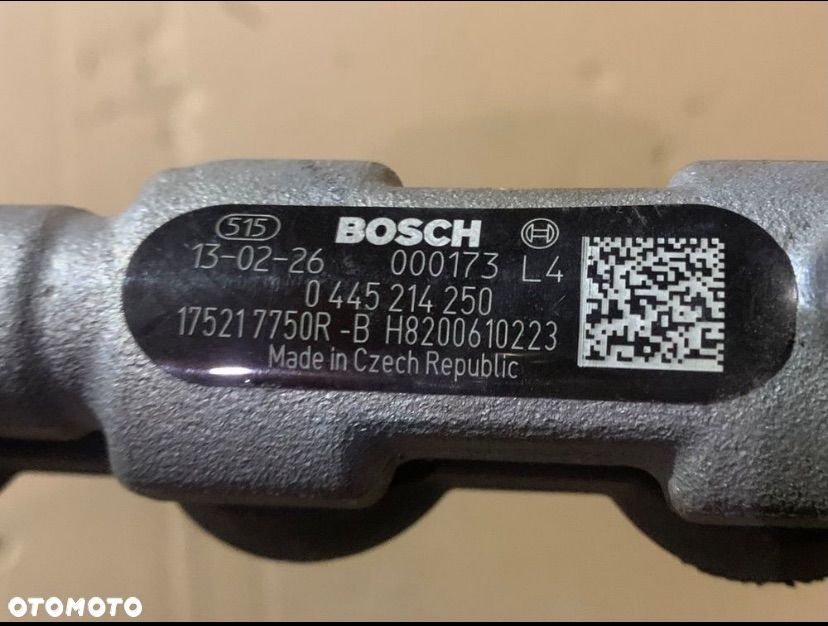 515 BOSCH
13-02-26 000173 L4
0 445 214 250
175217750R -B H8200610223
Made in Czech Republic
OTOMOTO